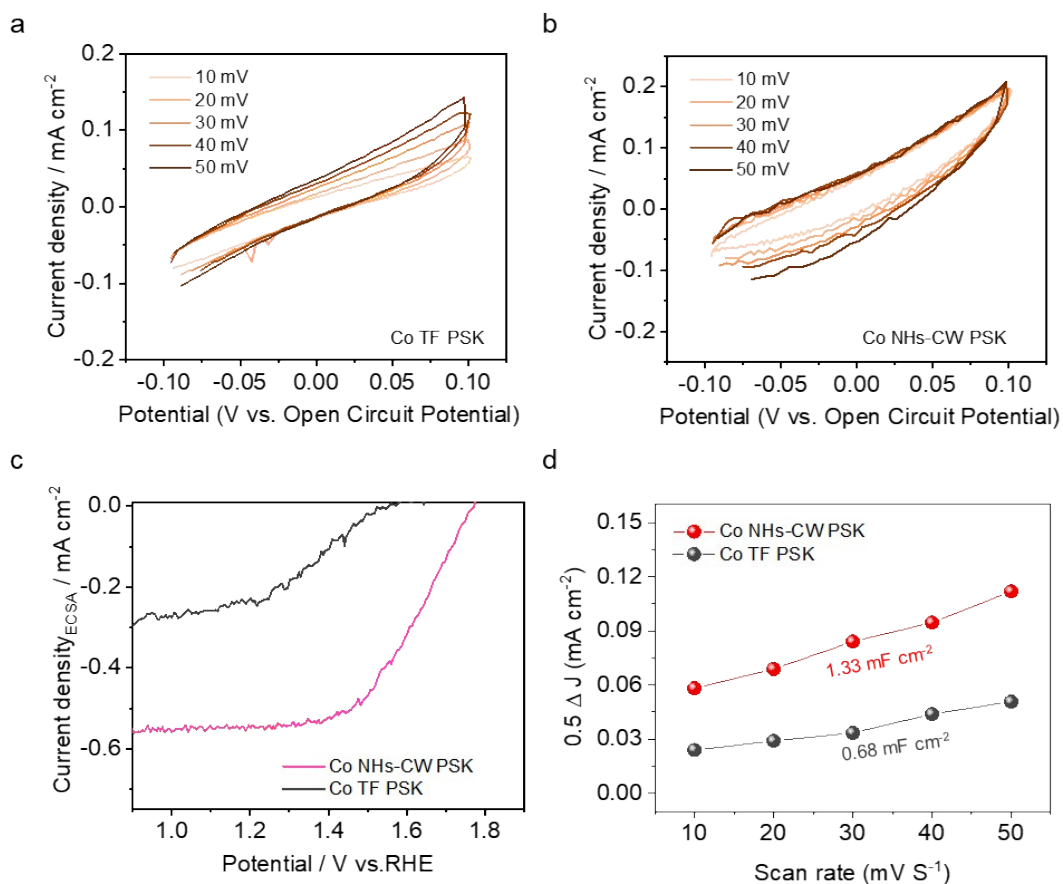 a
0.2
0.1
0.0
-0.1
-0.2
Current density / mA cm⁻²
10 mV
20 mV
30 mV
40 mV
50 mV
Co TF PSK
-0.10 -0.05 0.00 0.05 0.10
Potential (V vs. Open Circuit Potential)
b
0.2
0.1
0.0
-0.1
-0.2
Current density / mA cm⁻²
10 mV
20 mV
30 mV
40 mV
50 mV
Co NHs-CW PSK
-0.10 -0.05 0.00 0.05 0.10
Potential (V vs. Open Circuit Potential)
c
0.0
-0.2
-0.4
-0.6
Current density_ECSA / mA cm⁻²
Co NHs-CW PSK
Co TF PSK
1.0 1.2 1.4 1.6 1.8
Potential / V vs.RHE
d
0.15
0.12
0.09
0.06
0.03
0.00
0.5 Δ J (mA cm⁻²)
Co NHs-CW PSK
Co TF PSK
1.33 mF cm⁻²
0.68 mF cm⁻²
10 20 30 40 50
Scan rate (mV S⁻¹)